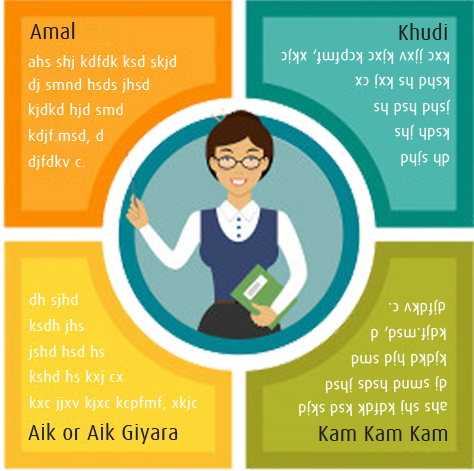 Amal
ahs shj kdfdk ksd skjd
dj smnd hsds jhsd
kjdkd hjd smd
kdjf.msd, d
djfdkv c.
Khudi
dh sjhd
ksdh jhs
jshd hsd hs
kshd hs kxj cx
kxc jjxv kjxc kcpfmf, xkjc
dh sjhd
ksdh jhs
jshd hsd hs
kshd hs kxj cx
kxc jjxv kjxc kcpfmf, xkjc
Aik or Aik Giyara
ahs shj kdfdk ksd skjd
dj smnd hsds jhsd
kjdkd hjd smd
kdjf.msd, d
djfdkv c.
Kam Kam Kam